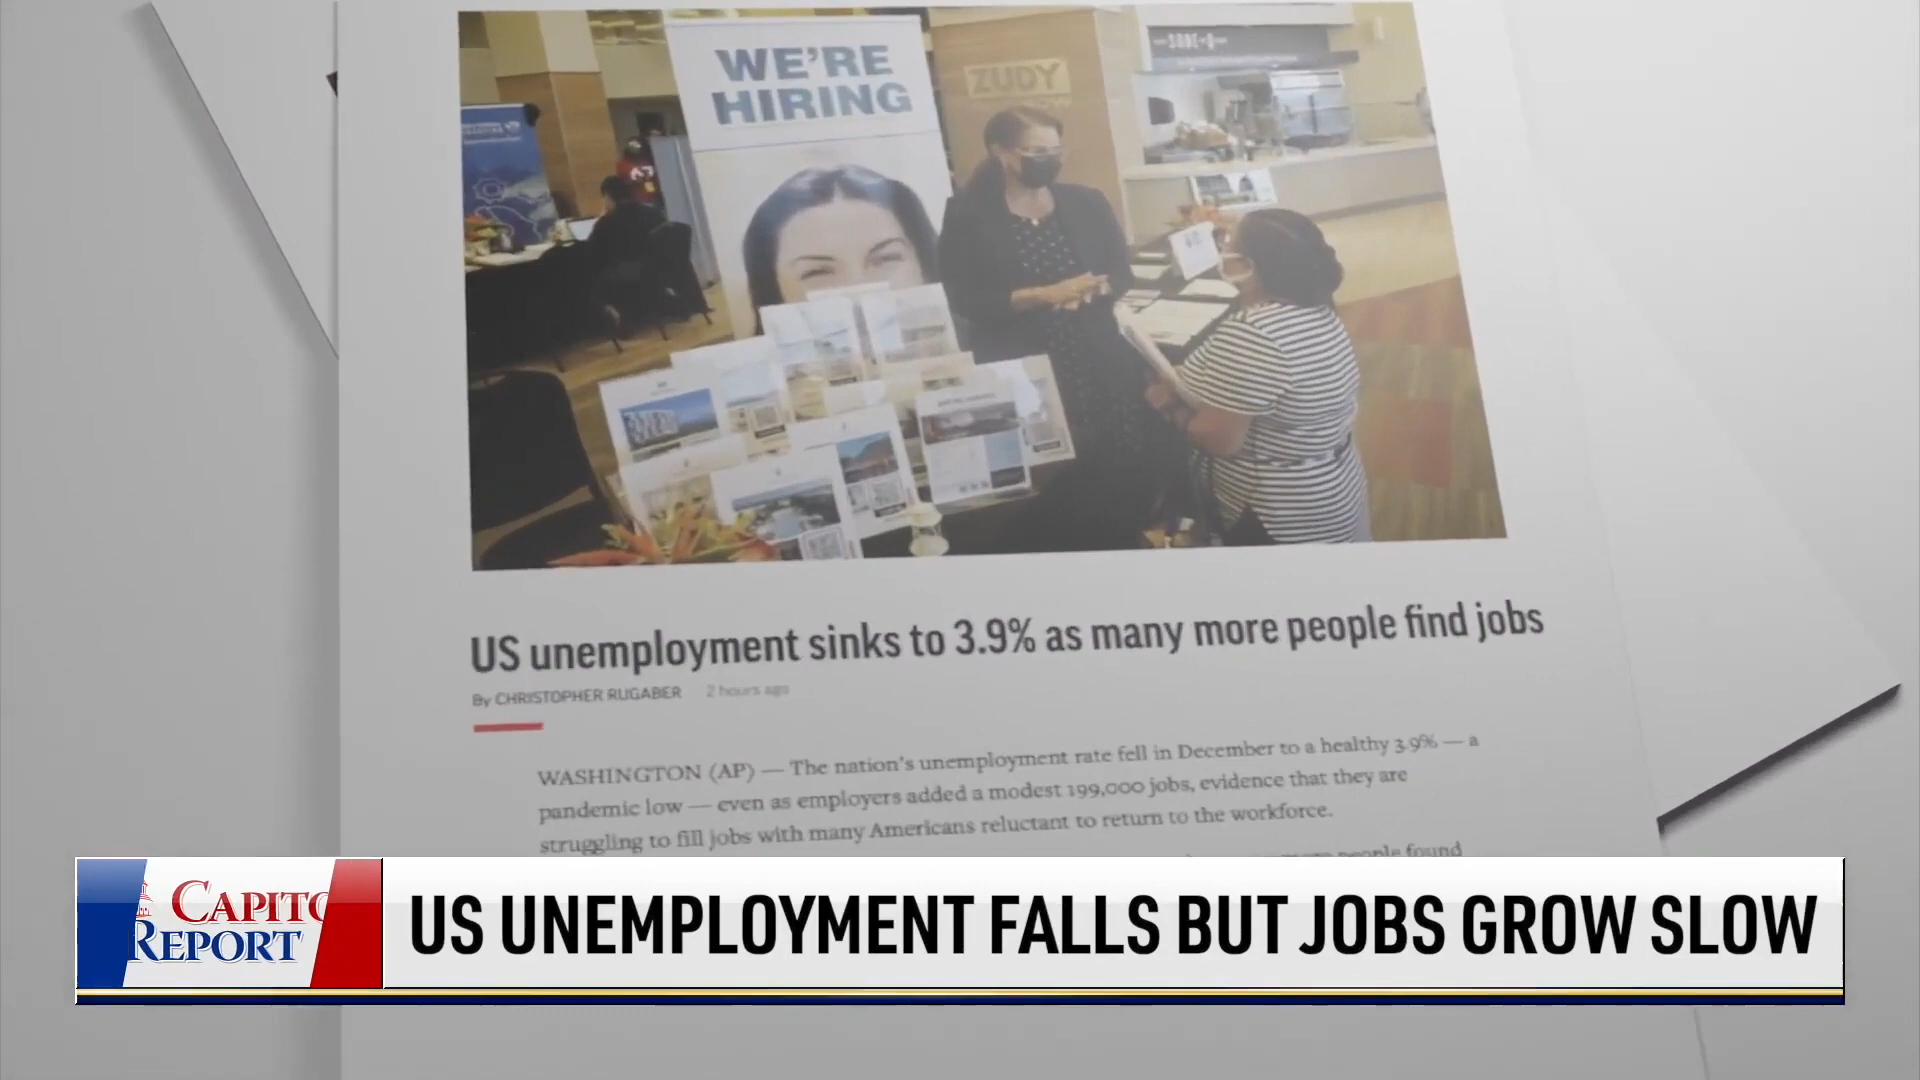 WE'RE
HIRING
ZUDY
US unemployment sinks to 3.9% as many more people find jobs
By CHRISTOPHER RUGABER 2 hours ago
WASHINGTON (AP) — The nation's unemployment rate fell in December to a healthy 3.9% — a
pandemic low — even as employers added a modest 199,000 jobs, evidence that they are
struggling to fill jobs with many Americans reluctant to return to the workforce.
people found
CAPITO
REPORT
US UNEMPLOYMENT FALLS BUT JOBS GROW SLOW